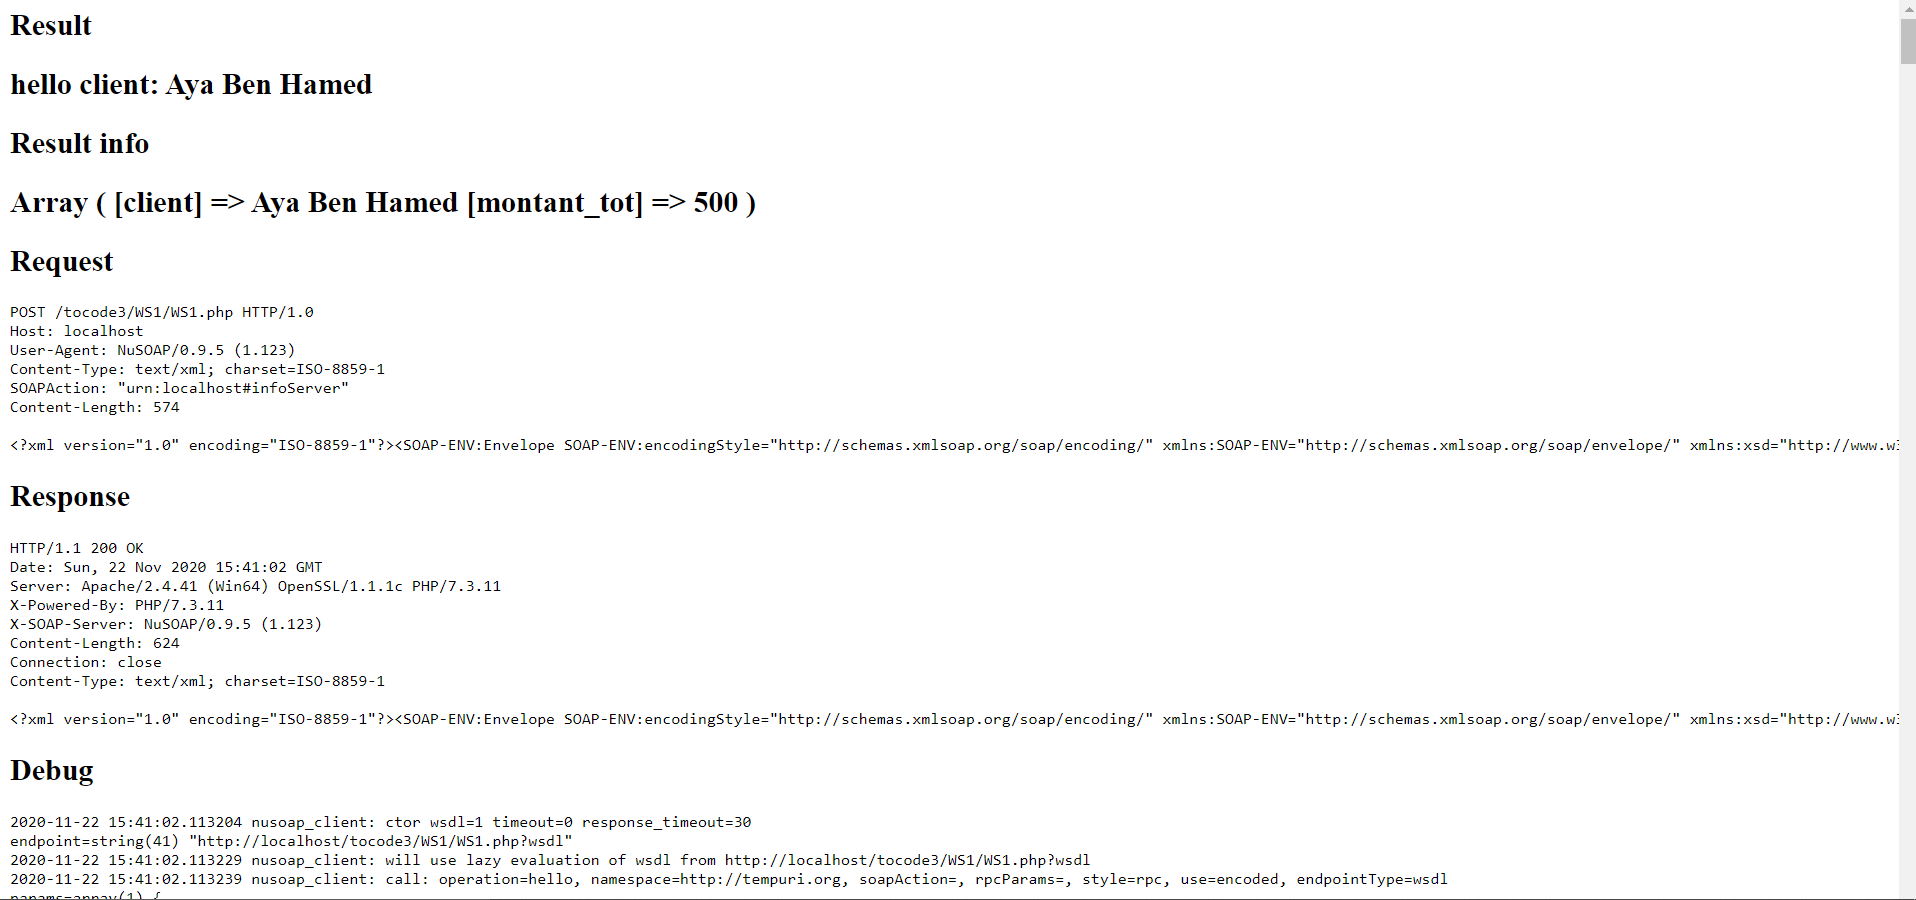 Result
hello client: Aya Ben Hamed
Result info
Array ( [client] => Aya Ben Hamed [montant_tot] => 500 )
Request
POST /tocode3/WS1/WS1.php HTTP/1.0
Host: localhost
User-Agent: NuSOAP/0.9.5 (1.123)
Content-Type: text/xml; charset=ISO-8859-1
SOAPAction: "urn:localhost#infoServer"
Content-Length: 574
<?xml version="1.0" encoding="ISO-8859-1"?><SOAP-ENV:Envelope SOAP-ENV:encodingStyle="http://schemas.xmlsoap.org/soap/encoding/" xmlns:SOAP-ENV="http://schemas.xmlsoap.org/soap/envelope/" xmlns:xsd="http://www.w
Response
HTTP/1.1 200 OK
Date: Sun, 22 Nov 2020 15:41:02 GMT
Server: Apache/2.4.41 (Win64) OpenSSL/1.1.1c PHP/7.3.11
X-Powered-By: PHP/7.3.11
X-SOAP-Server: NuSOAP/0.9.5 (1.123)
Content-Length: 624
Connection: close
Content-Type: text/xml; charset=ISO-8859-1
<?xml version="1.0" encoding="ISO-8859-1"?><SOAP-ENV:Envelope SOAP-ENV:encodingStyle="http://schemas.xmlsoap.org/soap/encoding/" xmlns:SOAP-ENV="http://schemas.xmlsoap.org/soap/envelope/" xmlns:xsd="http://www.w
Debug
2020-11-22 15:41:02.113204 nusoap_client: ctor wsdl=1 timeout=0 response_timeout=30
endpoint=string(41) "http://localhost/tocode3/WS1/WS1.php?wsdl"
2020-11-22 15:41:02.113229 nusoap_client: will use lazy evaluation of wsdl from http://localhost/tocode3/WS1/WS1.php?wsdl
2020-11-22 15:41:02.113239 nusoap_client: call: operation=hello, namespace=http://tempuri.org, soapAction=, rpcParams=, style=rpc, use=encoded, endpointType=wsdl
params=array(1) {